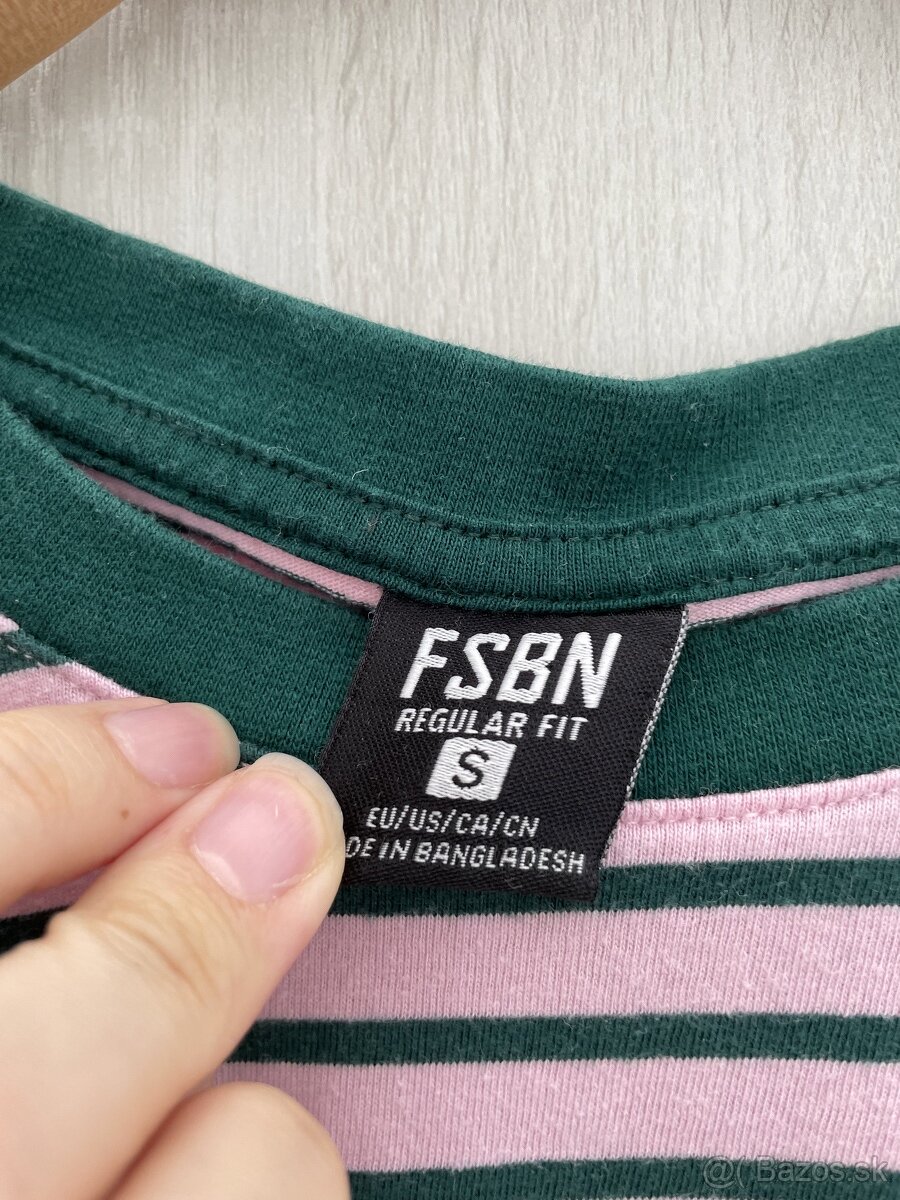 FSBN
REGULAR FIT
S
EU/US/CA/CN
DE IN BANGLADESH
@( Bazos.sk